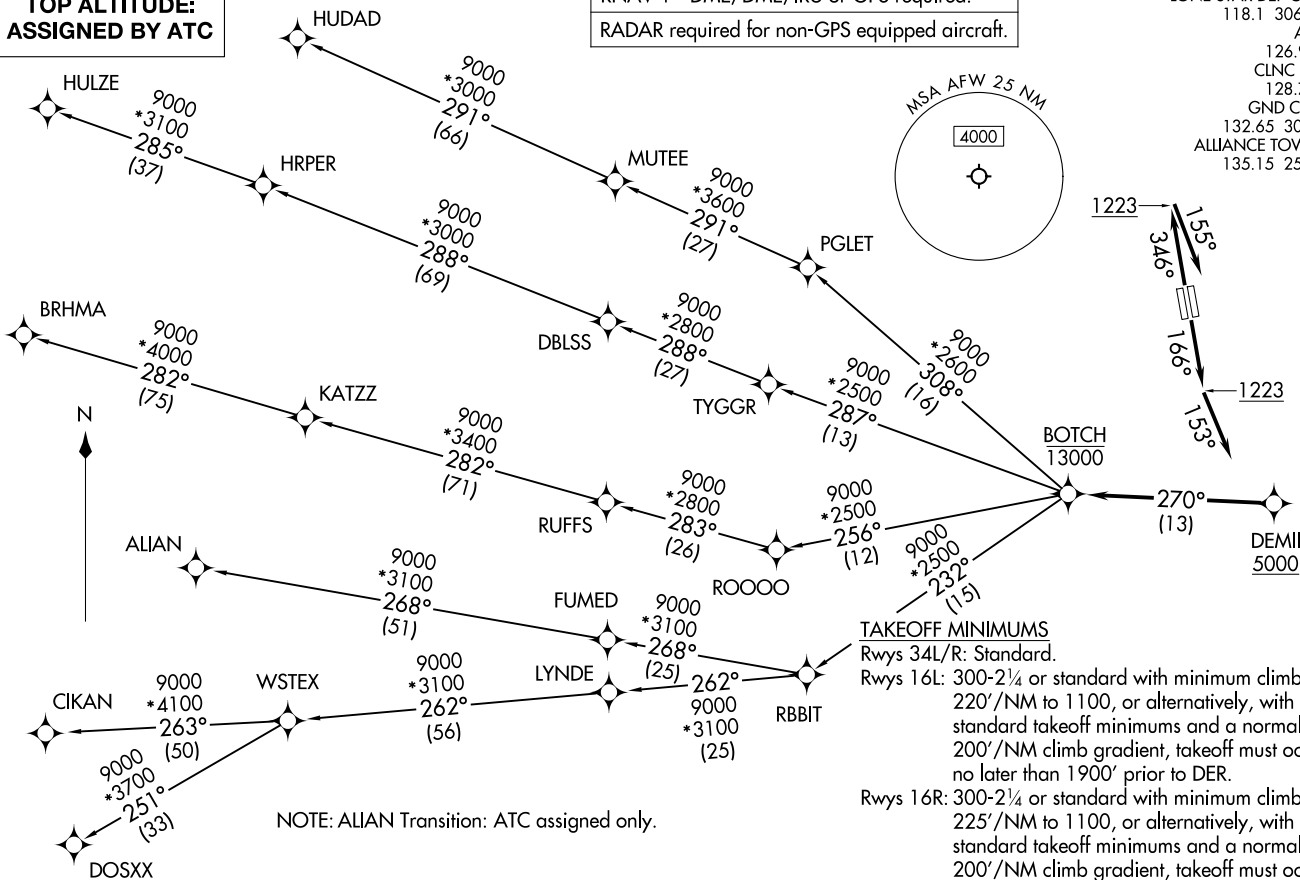 TOP ALTITUDE:
ASSIGNED BY ATC
RADAR required for non-GPS equipped aircraft.
118.1 306
126.9
CLNC
128.
GND C
132.65 30
ALLIANCE TOW
135.15 25
HUDAD
9000
*3000
291°
(66)
HULZE
9000
*3100
285°
(37)
HRPER
MUTEE
9000
*3600
291°
(27)
PGLET
MSA AFW 25 NM
4000
1223
155°
346°
166°
1223
153°
9000
*3000
288°
(69)
DBLSS
9000
*2800
288°
(27)
TYGGR
9000
*2600
308°
(16)
9000
*2500
287°
(13)
BRHMA
9000
*4000
282°
(75)
KATZZ
N
9000
*3400
282°
(71)
RUFFS
9000
*2800
283°
(26)
ROOOO
9000
*2500
256°
(12)
BOTCH
13000
270°
(13)
DEMI
5000
9000
*2500
232°
(15)
ALIAN
9000
*3100
268°
(51)
FUMED
9000
*3100
268°
(25)
LYNDE
262°
9000
*3100
(25)
RBBIT
WSTEX
9000
*3100
262°
(56)
CIKAN
9000
*4100
263°
(50)
9000
*3700
251°
(33)
DOSXX
NOTE: ALIAN Transition: ATC assigned only.
TAKEOFF MINIMUMS
Rwys 34L/R: Standard.
Rwys 16L: 300-2¼ or standard with minimum climb
220'/NM to 1100, or alternatively, with
standard takeoff minimums and a normal
200'/NM climb gradient, takeoff must oc
no later than 1900' prior to DER.
Rwys 16R: 300-2¼ or standard with minimum climb
225'/NM to 1100, or alternatively, with
standard takeoff minimums and a normal
200'/NM climb gradient, takeoff must oc